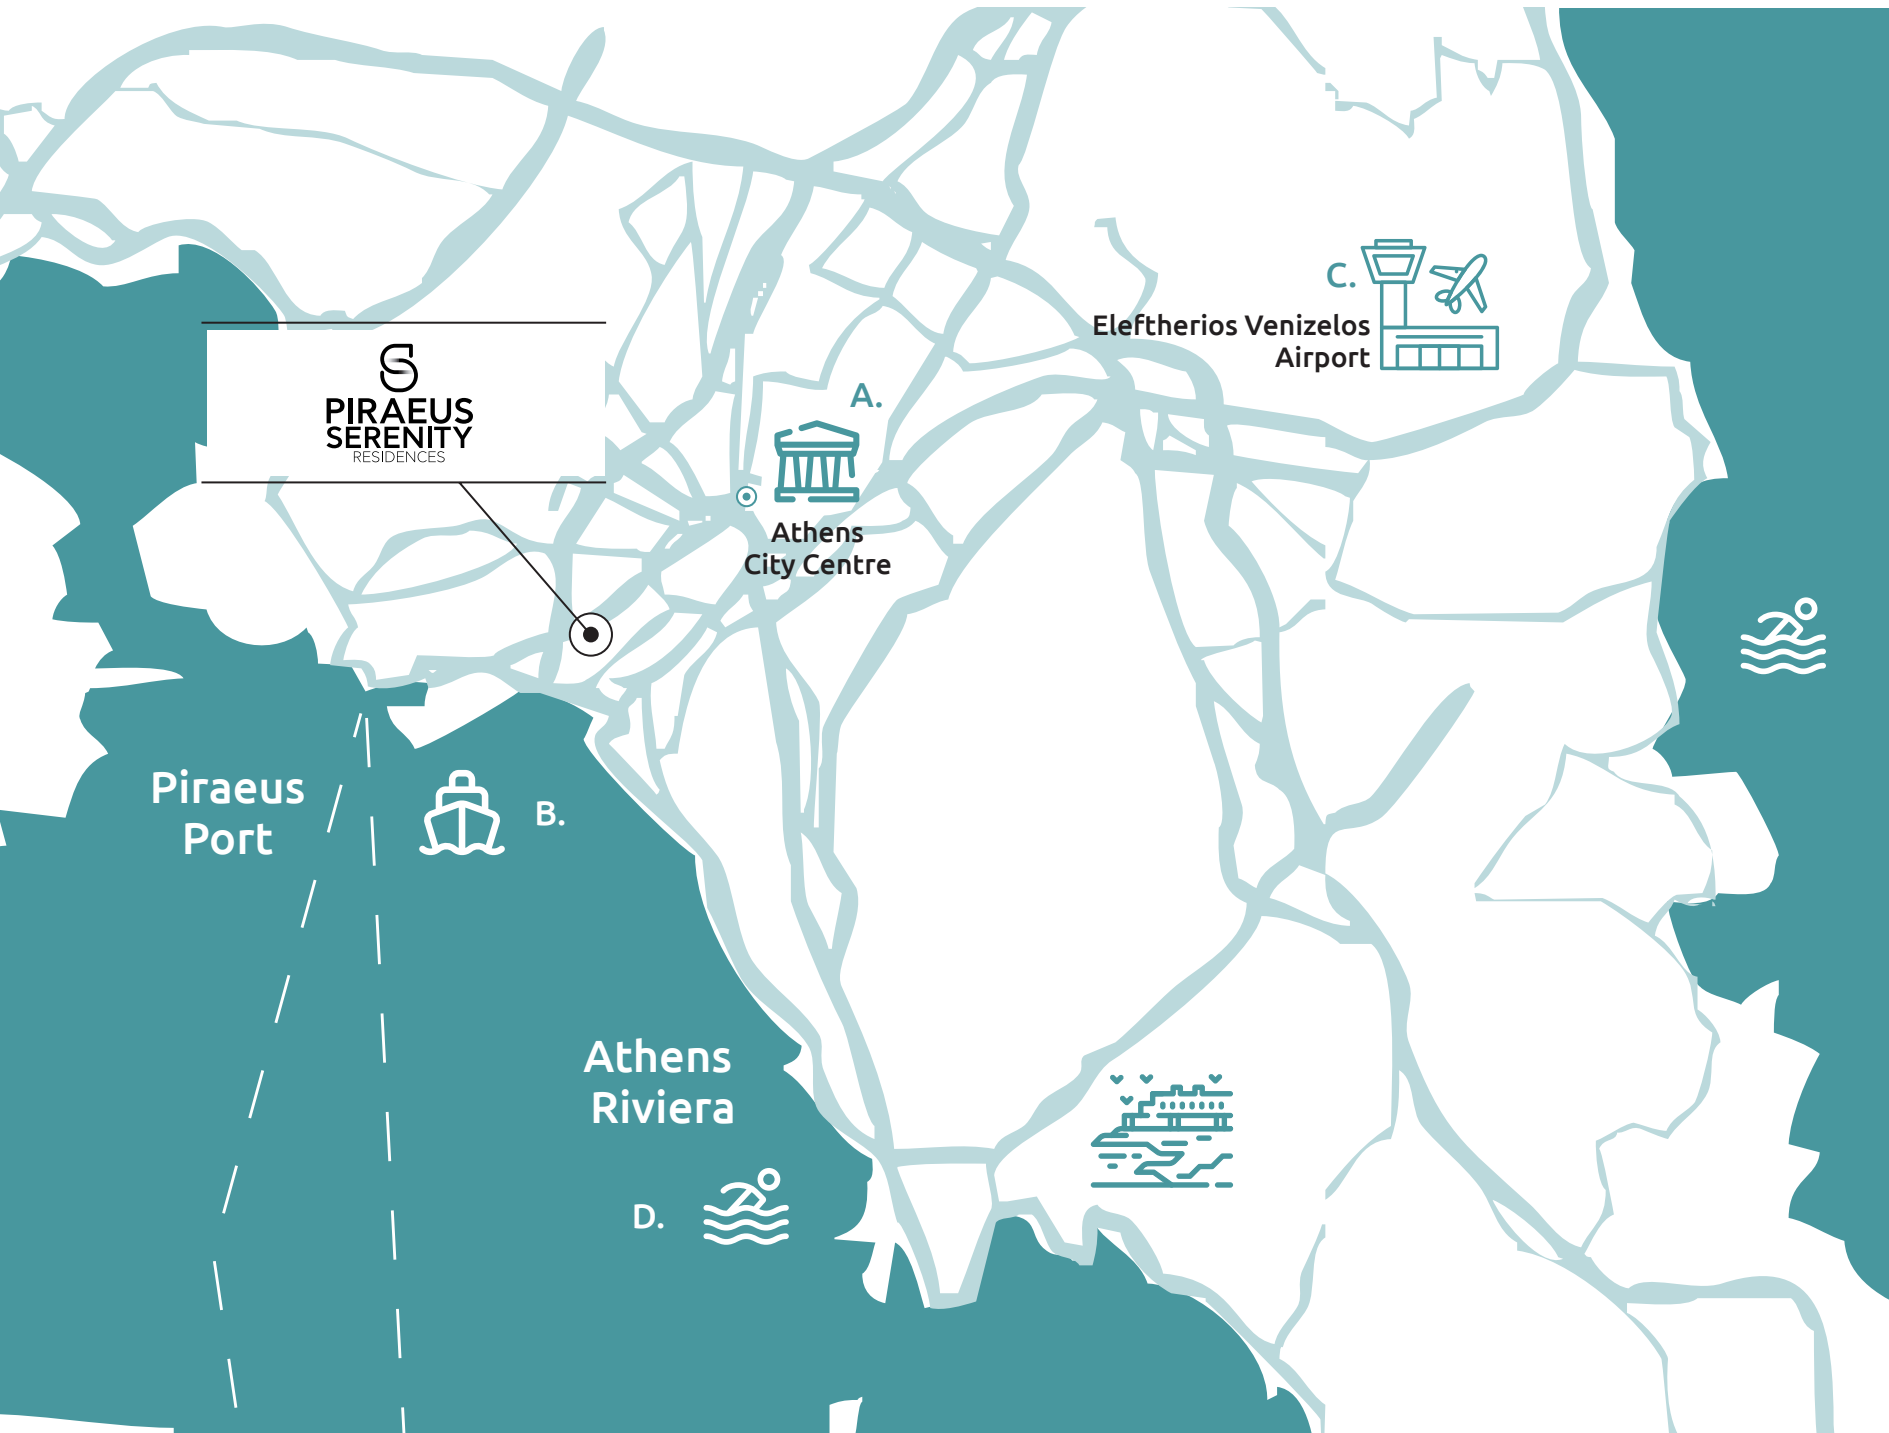 PIRAEUS
SERENITY
RESIDENCES
A.
Athens
City Centre
C.
Eleftherios Venizelos
Airport
Piraeus
Port
B.
Athens
Riviera
D.